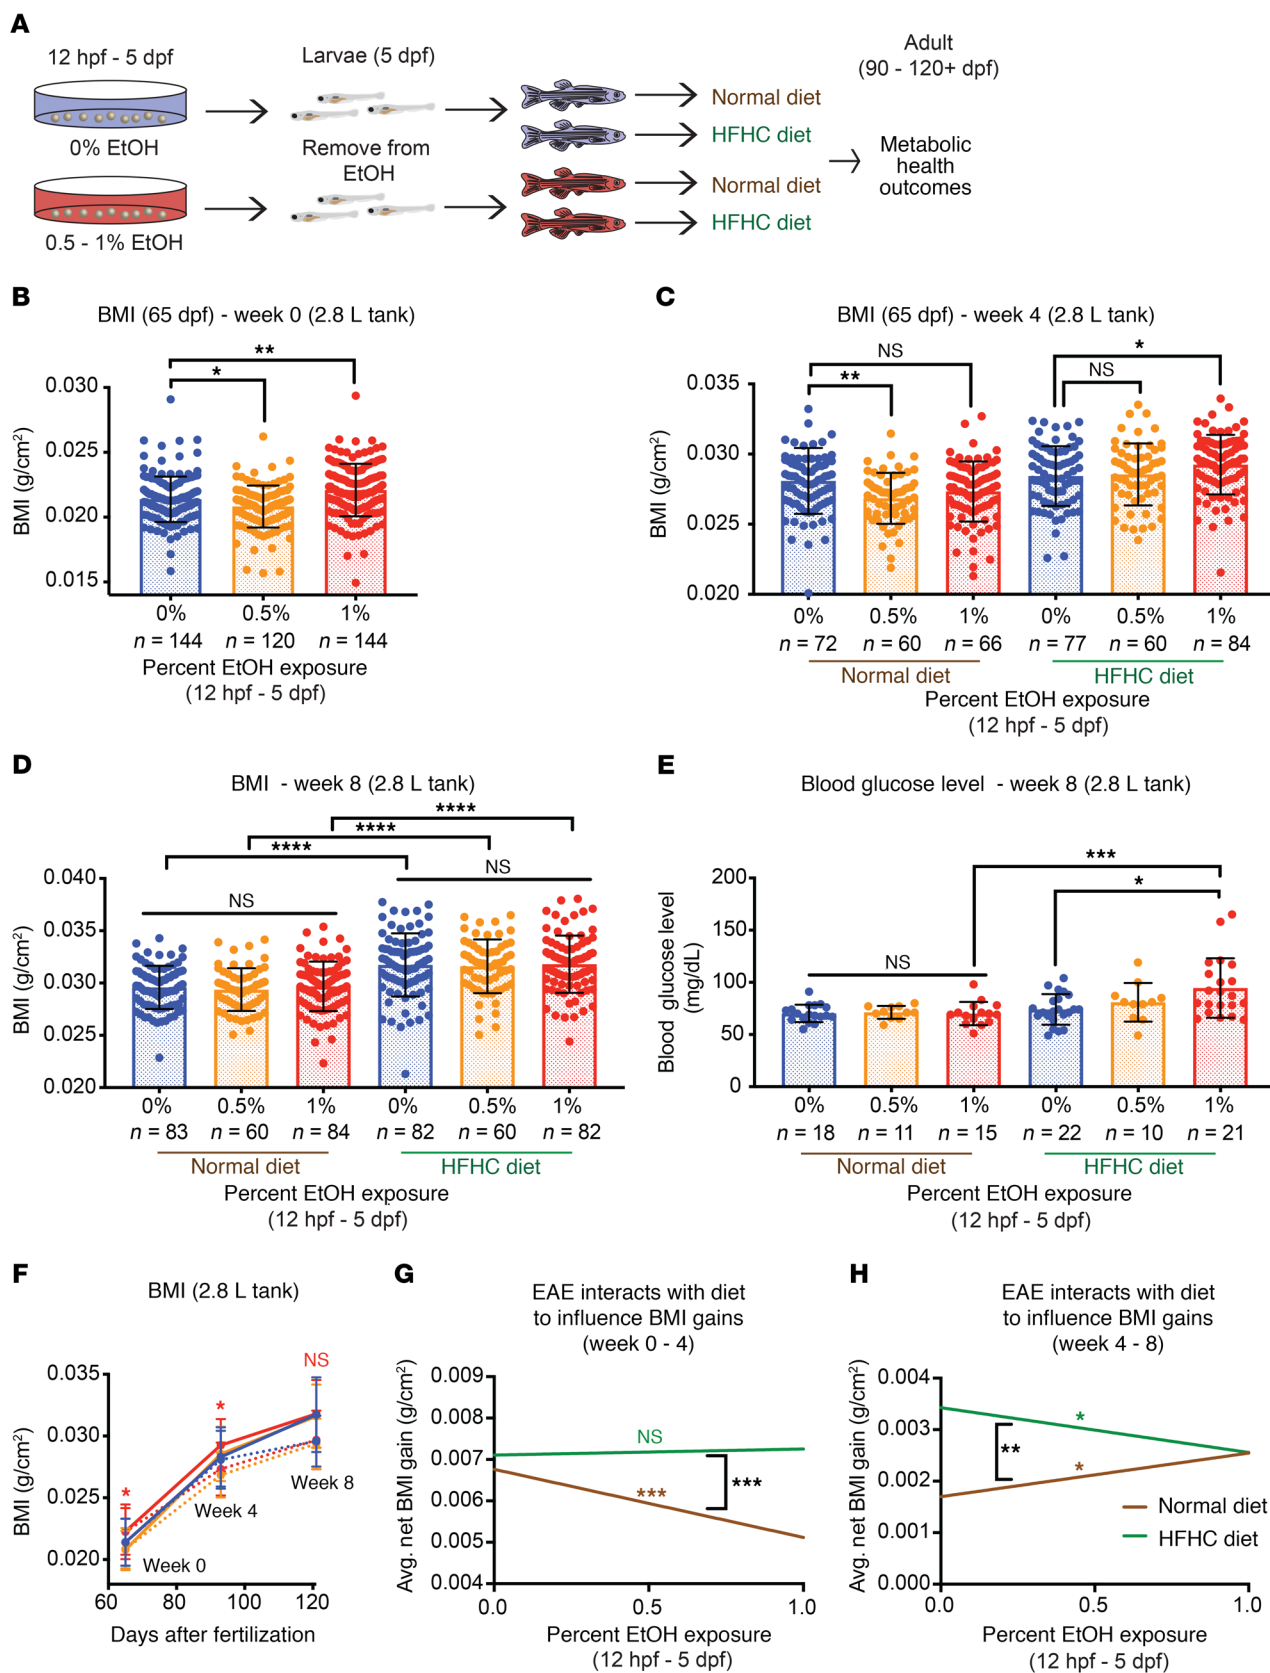 A
12 hpf - 5 dpf
Larvae (5 dpf)
Adult
(90 - 120+ dpf)
Normal diet
0% EtOH
Remove from
EtOH
HFHC diet
Metabolic
health
outcomes
Normal diet
HFHC diet
0.5 - 1% EtOH
B
BMI (65 dpf) - week 0 (2.8 L tank)
**
*
0.030
0.025
0.020
0.015
BMI (g/cm2)
0% 0.5% 1%
n = 144 n = 120 n = 144
Percent EtOH exposure
(12 hpf - 5 dpf)
C
BMI (65 dpf) - week 4 (2.8 L tank)
NS *
** NS
0.035
0.030
0.025
0.020
BMI (g/cm2)
0% 0.5% 1% 0% 0.5% 1%
n = 72 n = 60 n = 66 n = 77 n = 60 n = 84
Normal diet HFHC diet
Percent EtOH exposure
(12 hpf - 5 dpf)
D
BMI - week 8 (2.8 L tank)
****
****
****
NS
NS
0.040
0.035
0.030
0.025
0.020
BMI (g/cm2)
0% 0.5% 1% 0% 0.5% 1%
n = 83 n = 60 n = 84 n = 82 n = 60 n = 82
Normal diet HFHC diet
Percent EtOH exposure
(12 hpf - 5 dpf)
E
Blood glucose level - week 8 (2.8 L tank)
***
*
NS
200
150
100
50
0
Blood glucose level
(mg/dL)
0% 0.5% 1% 0% 0.5% 1%
n = 18 n = 11 n = 15 n = 22 n = 10 n = 21
Normal diet HFHC diet
Percent EtOH exposure
(12 hpf - 5 dpf)
F
BMI (2.8 L tank)
NS
*
*
0.035
0.030
0.025
0.020
BMI (g/cm2)
Week 8
Week 4
Week 0
60 80 100 120
Days after fertilization
G
EAE interacts with diet
to influence BMI gains
(week 0 - 4)
0.009
0.008
0.007
0.006
0.005
0.004
Avg. net BMI gain (g/cm2)
NS
***
***
0.0 0.5 1.0
Percent EtOH exposure
(12 hpf - 5 dpf)
H
EAE interacts with diet
to influence BMI gains
(week 4 - 8)
0.004
0.003
0.002
0.001
0.000
Avg. net BMI gain (g/cm2)
*
**
*
Normal diet
HFHC diet
0.0 0.5 1.0
Percent EtOH exposure
(12 hpf - 5 dpf)